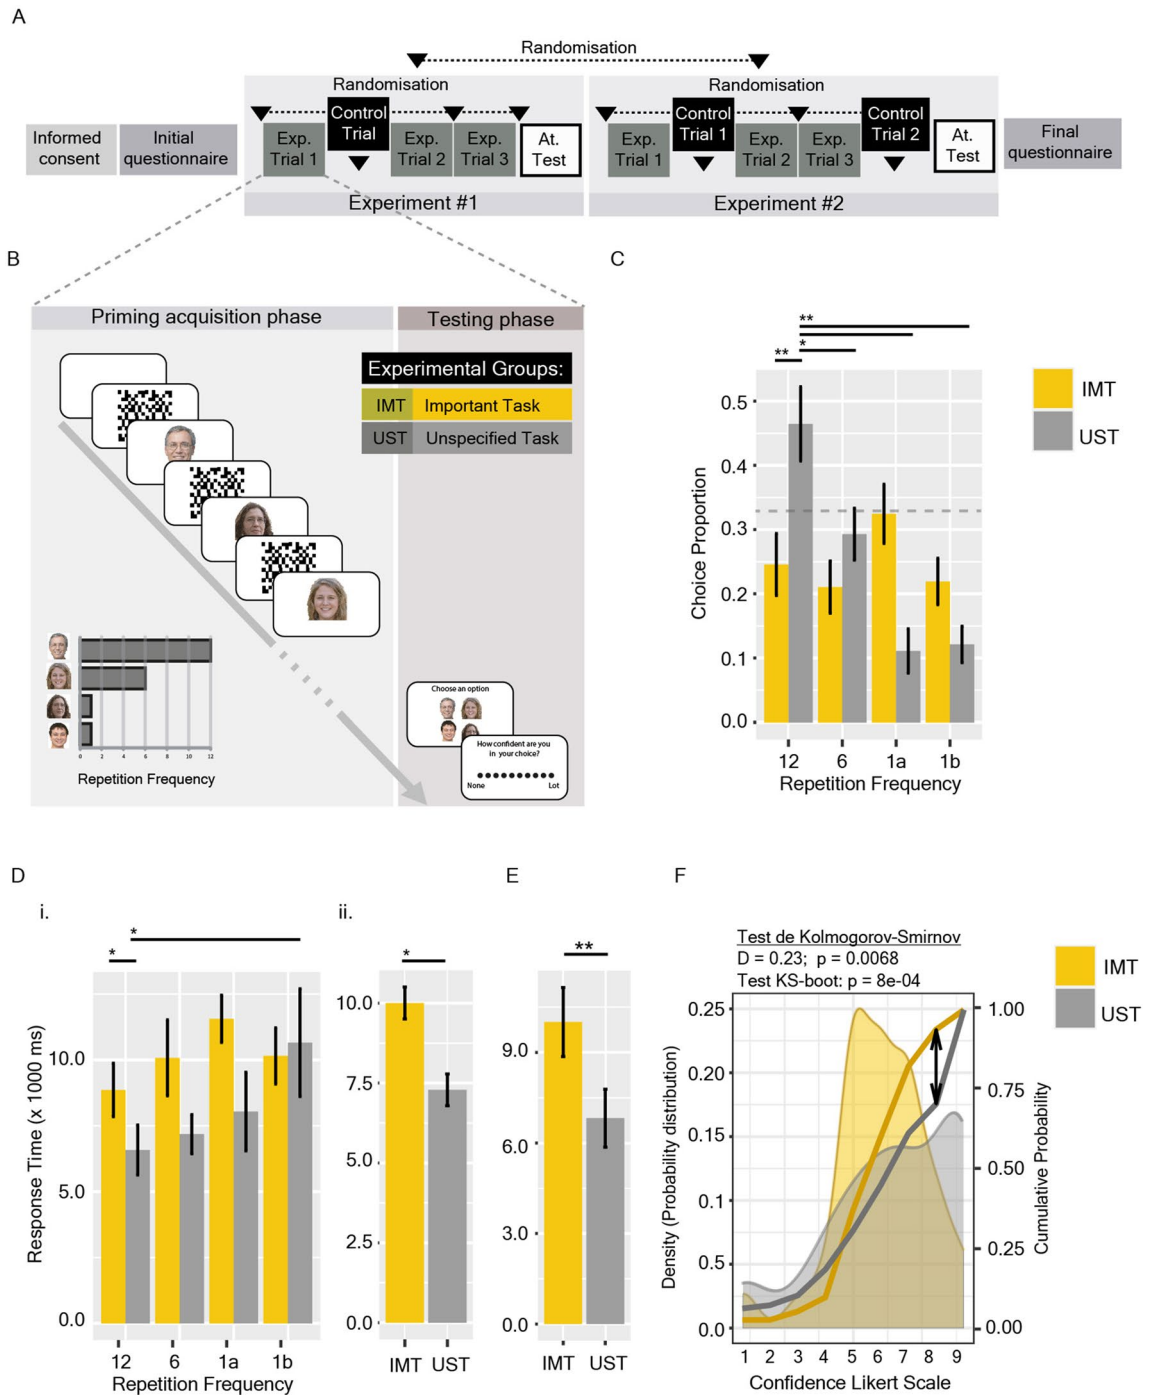 A
Randomisation
Randomisation
Randomisation
Informed consent
Initial questionnaire
Exp. Trial 1
Control Trial
Exp. Trial 2
Exp. Trial 3
At. Test
Exp. Trial 1
Control Trial 1
Exp. Trial 2
Exp. Trial 3
Control Trial 2
At. Test
Final questionnaire
Experiment #1
Experiment #2
B
Priming acquisition phase
Testing phase
Experimental Groups:
IMT Important Task
UST Unspecified Task
0 2 4 6 8 10 12
Repetition Frequency
Choose an option
How confident are you
in your choice?
None Lot
C
**
*
**
0.5
0.4
0.3
0.2
0.1
0.0
Choice Proportion
12 6 1a 1b
Repetition Frequency
IMT
UST
D
i.
*
*
10.0
5.0
0.0
Response Time (x 1000 ms)
12 6 1a 1b
Repetition Frequency
ii.
*
10.0
7.5
5.0
2.5
0.0
IMT UST
E
**
9.0
6.0
3.0
0.0
IMT UST
F
Test de Kolmogorov-Smirnov
D = 0.23; p = 0.0068
Test KS-boot: p = 8e-04
0.25
0.20
0.15
0.1
0.5
0.0
Density (Probability distribution)
1.00
0.75
0.50
0.25
0.00
Cumulative Probability
1 2 3 4 5 6 7 8 9
Confidence Likert Scale
IMT
UST